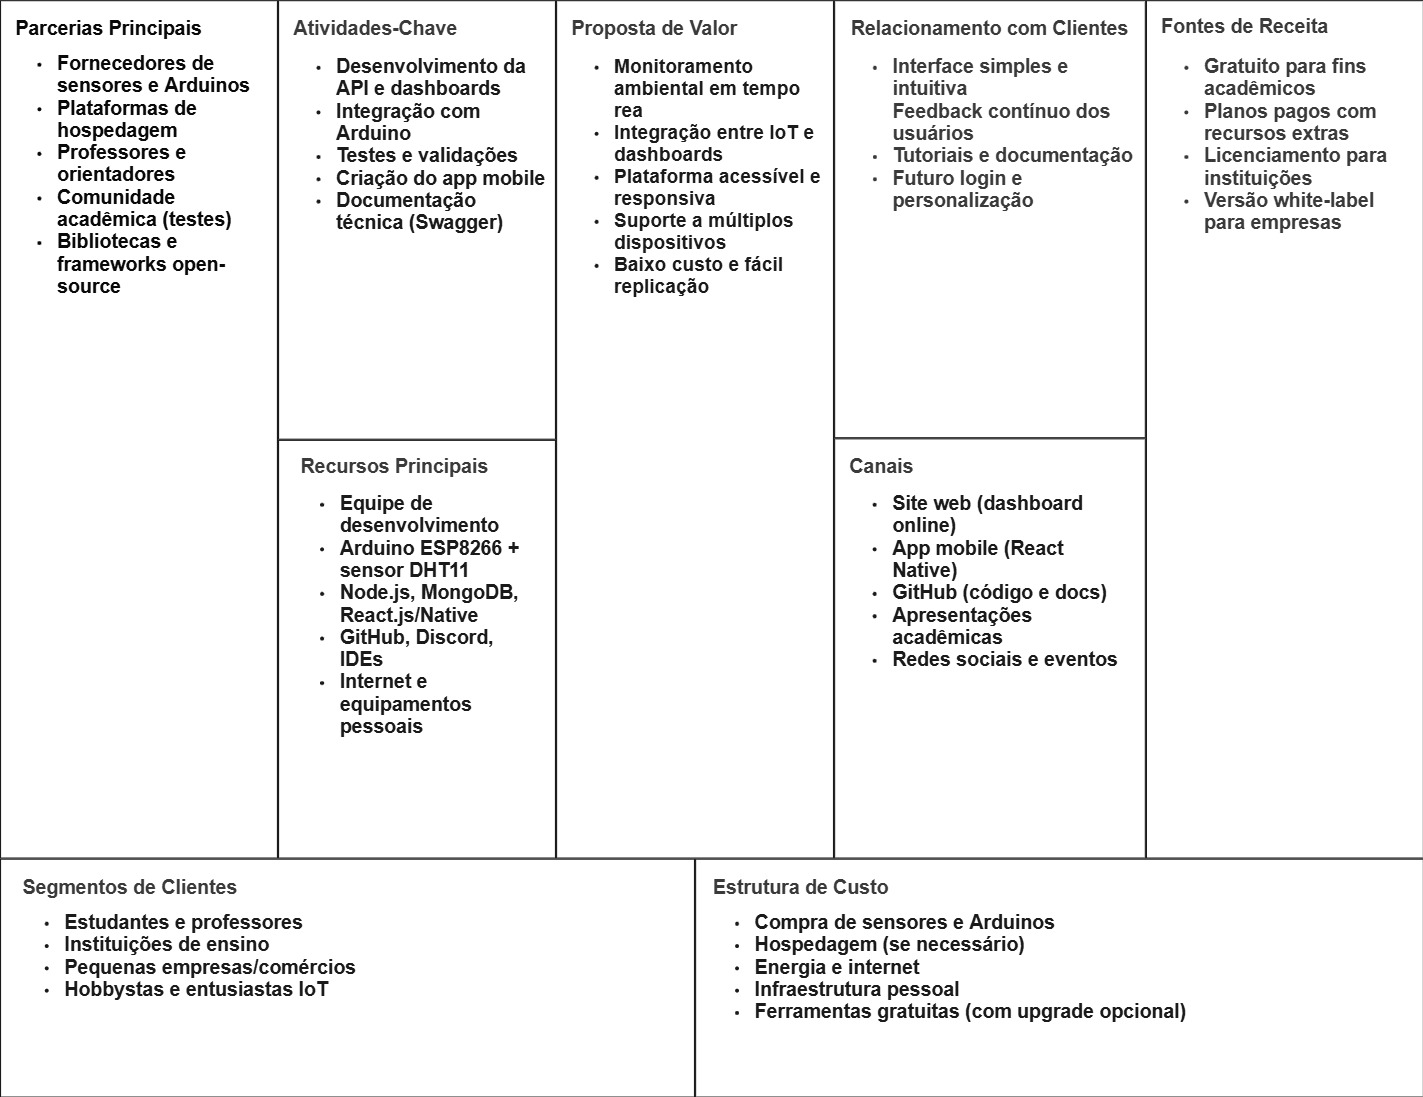 Parcerias Principais
• Fornecedores de
sensores e Arduinos
• Plataformas de
hospedagem
• Professores e
orientadores
• Comunidade
acadêmica (testes)
• Bibliotecas e
frameworks open-
source
Atividades-Chave
• Desenvolvimento da
API e dashboards
• Integração com
Arduino
• Testes e validações
• Criação do app mobile
• Documentação
técnica (Swagger)
Recursos Principais
• Equipe de
desenvolvimento
• Arduino ESP8266 +
sensor DHT11
• Node.js, MongoDB,
React.js/Native
• GitHub, Discord,
IDEs
• Internet e
equipamentos
pessoais
Proposta de Valor
• Monitoramento
ambiental em tempo
rea
• Integração entre IoT e
dashboards
• Plataforma acessível e
responsiva
• Suporte a múltiplos
dispositivos
• Baixo custo e fácil
replicação
Relacionamento com Clientes
• Interface simples e
intuitiva
Feedback contínuo dos
usuários
• Tutoriais e documentação
• Futuro login e
personalização
Canais
• Site web (dashboard
online)
• App mobile (React
Native)
• GitHub (código e docs)
• Apresentações
acadêmicas
• Redes sociais e eventos
Fontes de Receita
• Gratuito para fins
acadêmicos
• Planos pagos com
recursos extras
• Licenciamento para
instituições
• Versão white-label
para empresas
Segmentos de Clientes
• Estudantes e professores
• Instituições de ensino
• Pequenas empresas/comércios
• Hobbystas e entusiastas IoT
Estrutura de Custo
• Compra de sensores e Arduinos
• Hospedagem (se necessário)
• Energia e internet
• Infraestrutura pessoal
• Ferramentas gratuitas (com upgrade opcional)